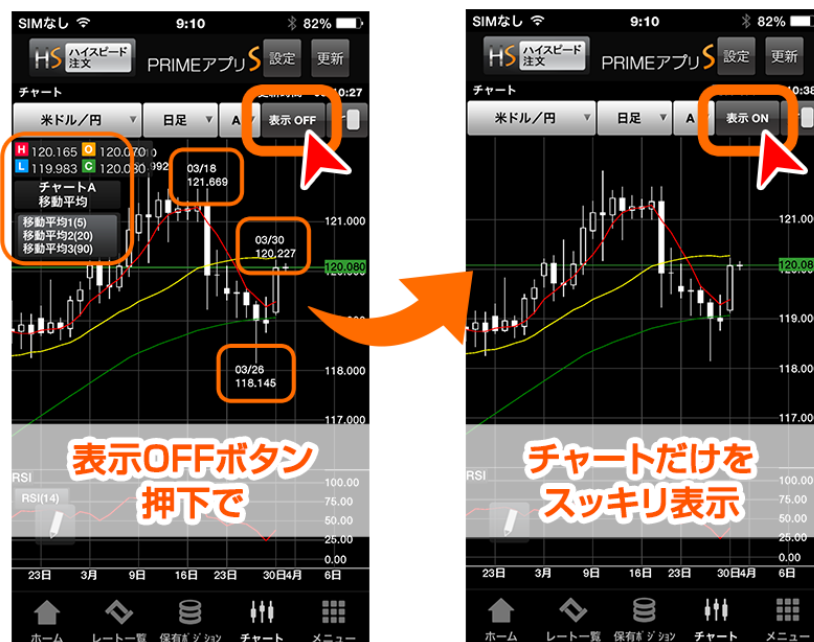 SIMなし 9:10 82%
HS ハイスピード
注文
PRIMEアプリS 設定 更新
チャート
10:27
米ドル/円 日足 A 表示 OFF
H 120.165 O 120.070
L 119.983 C 120.080
チャートA
移動平均
移動平均1(5)
移動平均2(20)
移動平均3(90)
03/18
121.669
03/30
120.227
03/26
118.145
121.000
120.080
118.000
117.000
表示OFFボタン
押下で
RSI
RSI(14)
100.00
75.00
50.00
25.00
0.00
23日 3月 9日 16日 23日 30日4月 6日
ホーム レート一覧 保有ポジション チャート メニュー
SIMなし 9:10 82%
HS ハイスピード
注文
PRIMEアプリS 設定 更新
チャート
10:38
米ドル/円 日足 A 表示 ON
121.000
120.08
119.000
118.000
117.000
チャートだけを
スッキリ表示
RSI
100.00
75.00
50.00
25.00
0.00
23日 3月 9日 16日 23日 30日4月 6日
ホーム レート一覧 保有ポジション チャート メニュー